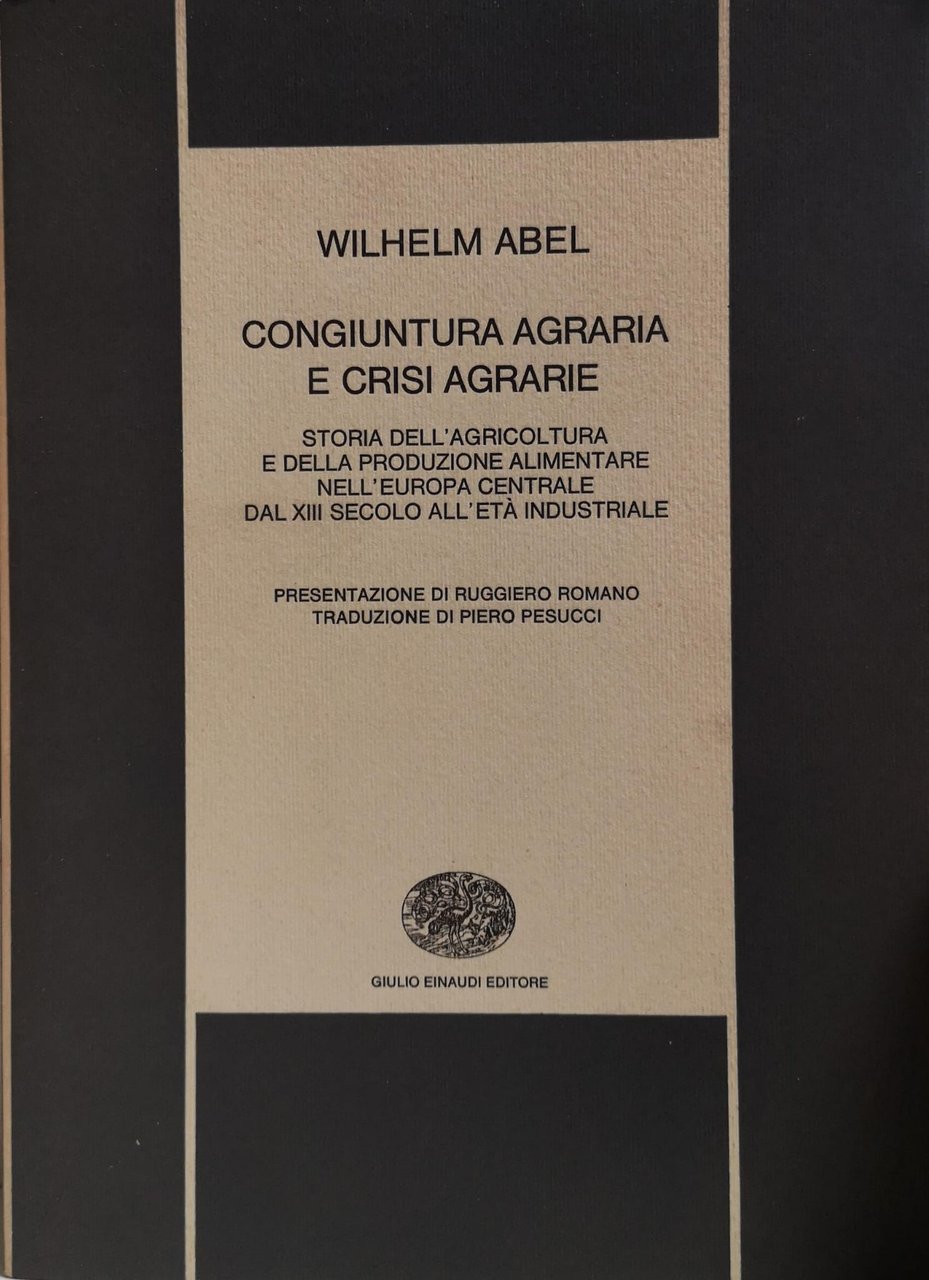 WILHELM ABEL
CONGIUNTURA AGRARIA
E CRISI AGRARIE
STORIA DELL'AGRICOLTURA
E DELLA PRODUZIONE ALIMENTARE
NELL'EUROPA CENTRALE
DAL XIII SECOLO ALL'ETÀ INDUSTRIALE
PRESENTAZIONE DI RUGGIERO ROMANO
TRADUZIONE DI PIERO PESUCCI
GIULIO EINAUDI EDITORE